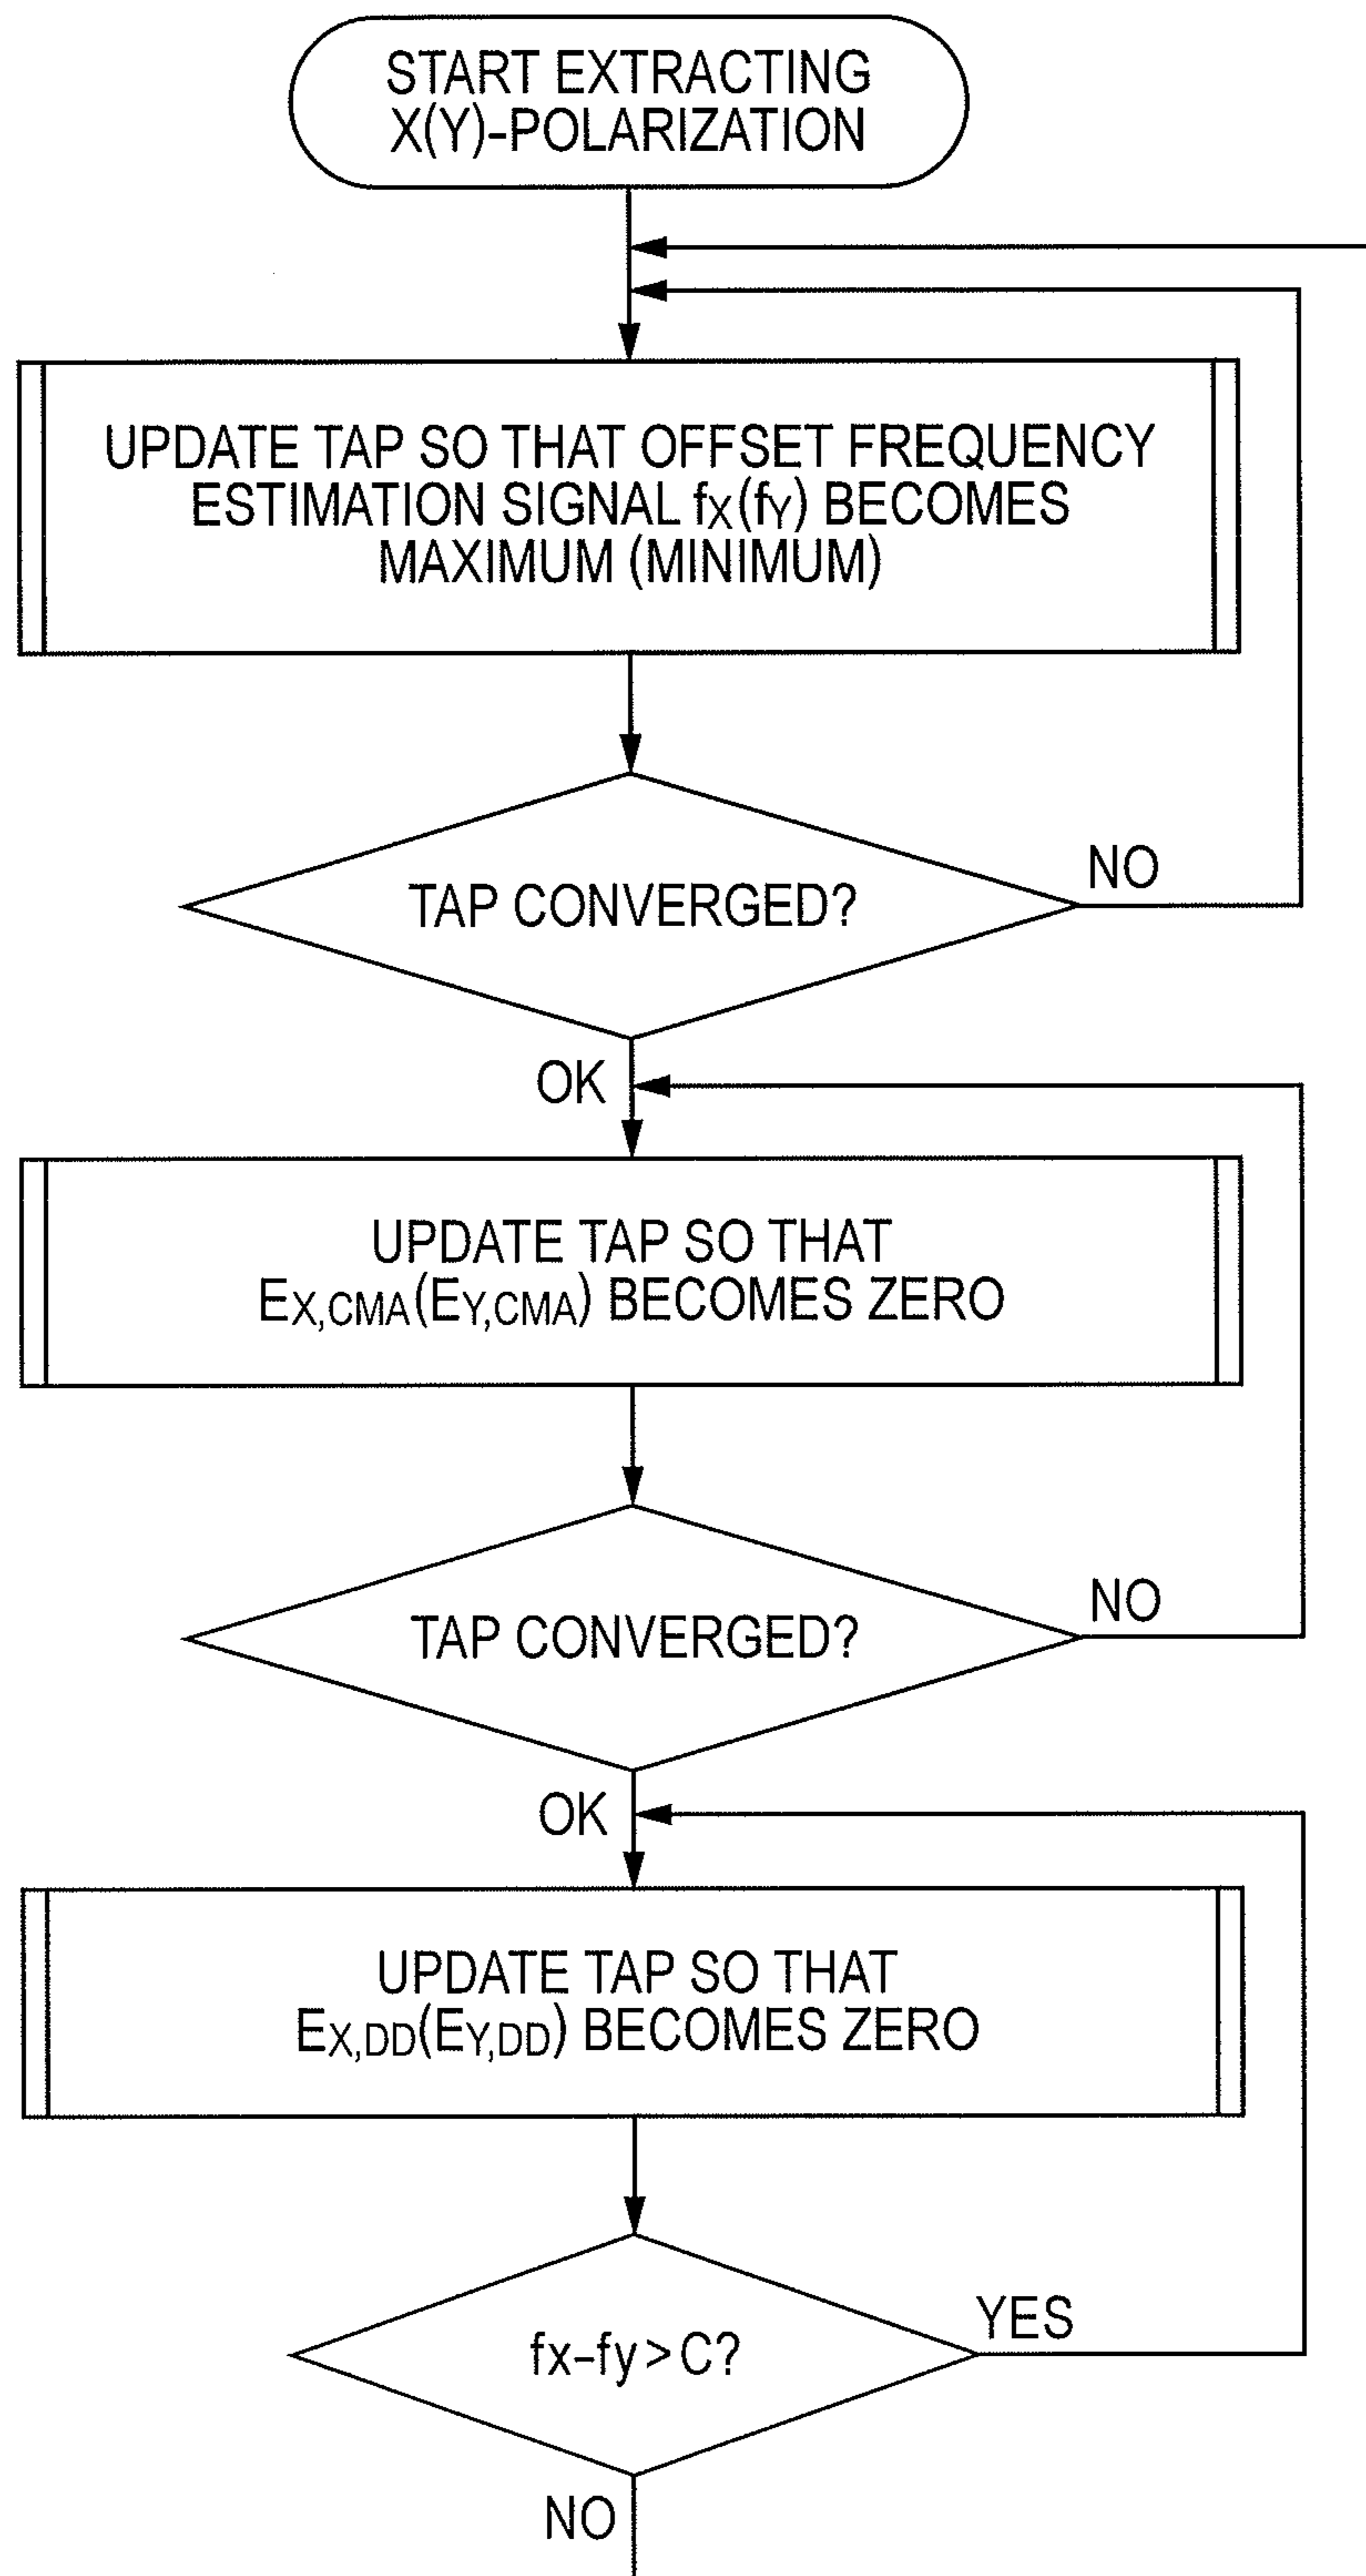 START EXTRACTING
X(Y)-POLARIZATION
UPDATE TAP SO THAT OFFSET FREQUENCY
ESTIMATION SIGNAL fX(fY) BECOMES
MAXIMUM (MINIMUM)
TAP CONVERGED?
NO
OK
UPDATE TAP SO THAT
EX,CMA(EY,CMA) BECOMES ZERO
TAP CONVERGED?
NO
OK
UPDATE TAP SO THAT
EX,DD(EY,DD) BECOMES ZERO
fx–fy > C?
YES
NO